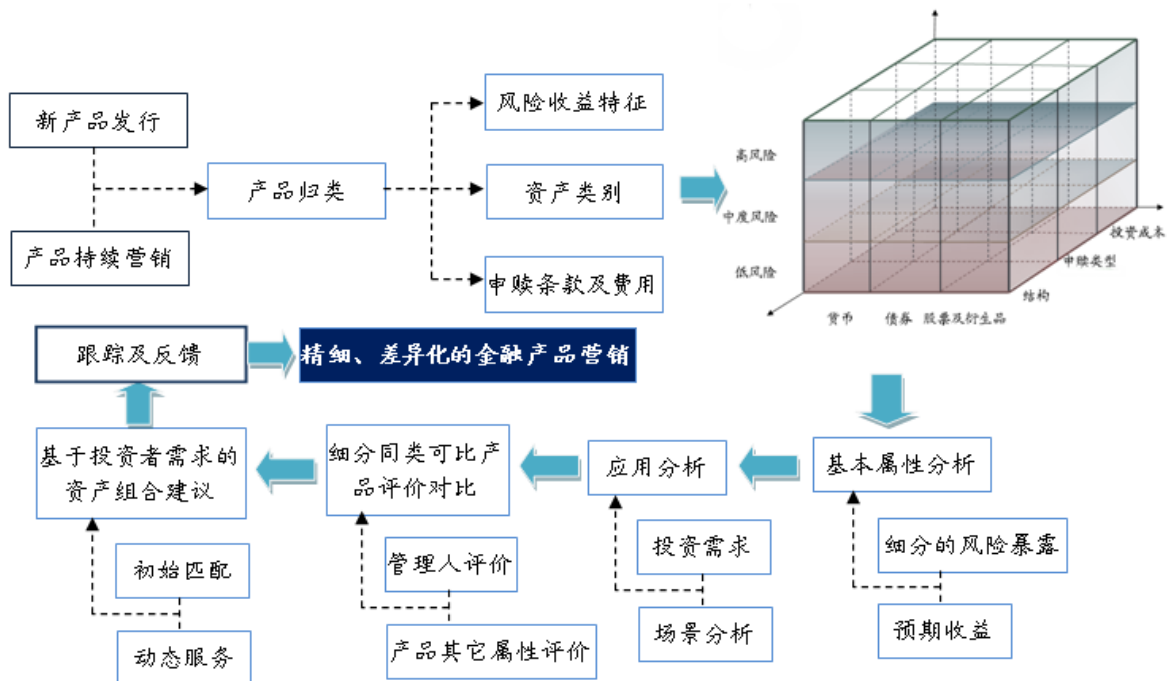 新产品发行
产品持续营销
产品归类
风险收益特征
资产类别
申赎条款及费用
高风险
中度风险
低风险
货币
债券
股票及衍生品
结构
申赎类型
投资成本
跟踪及反馈
精细、差异化的金融产品营销
基于投资者需求的
资产组合建议
细分同类可比产
品评价对比
应用分析
基本属性分析
初始匹配
动态服务
管理人评价
产品其它属性评价
投资需求
场景分析
细分的风险暴露
预期收益